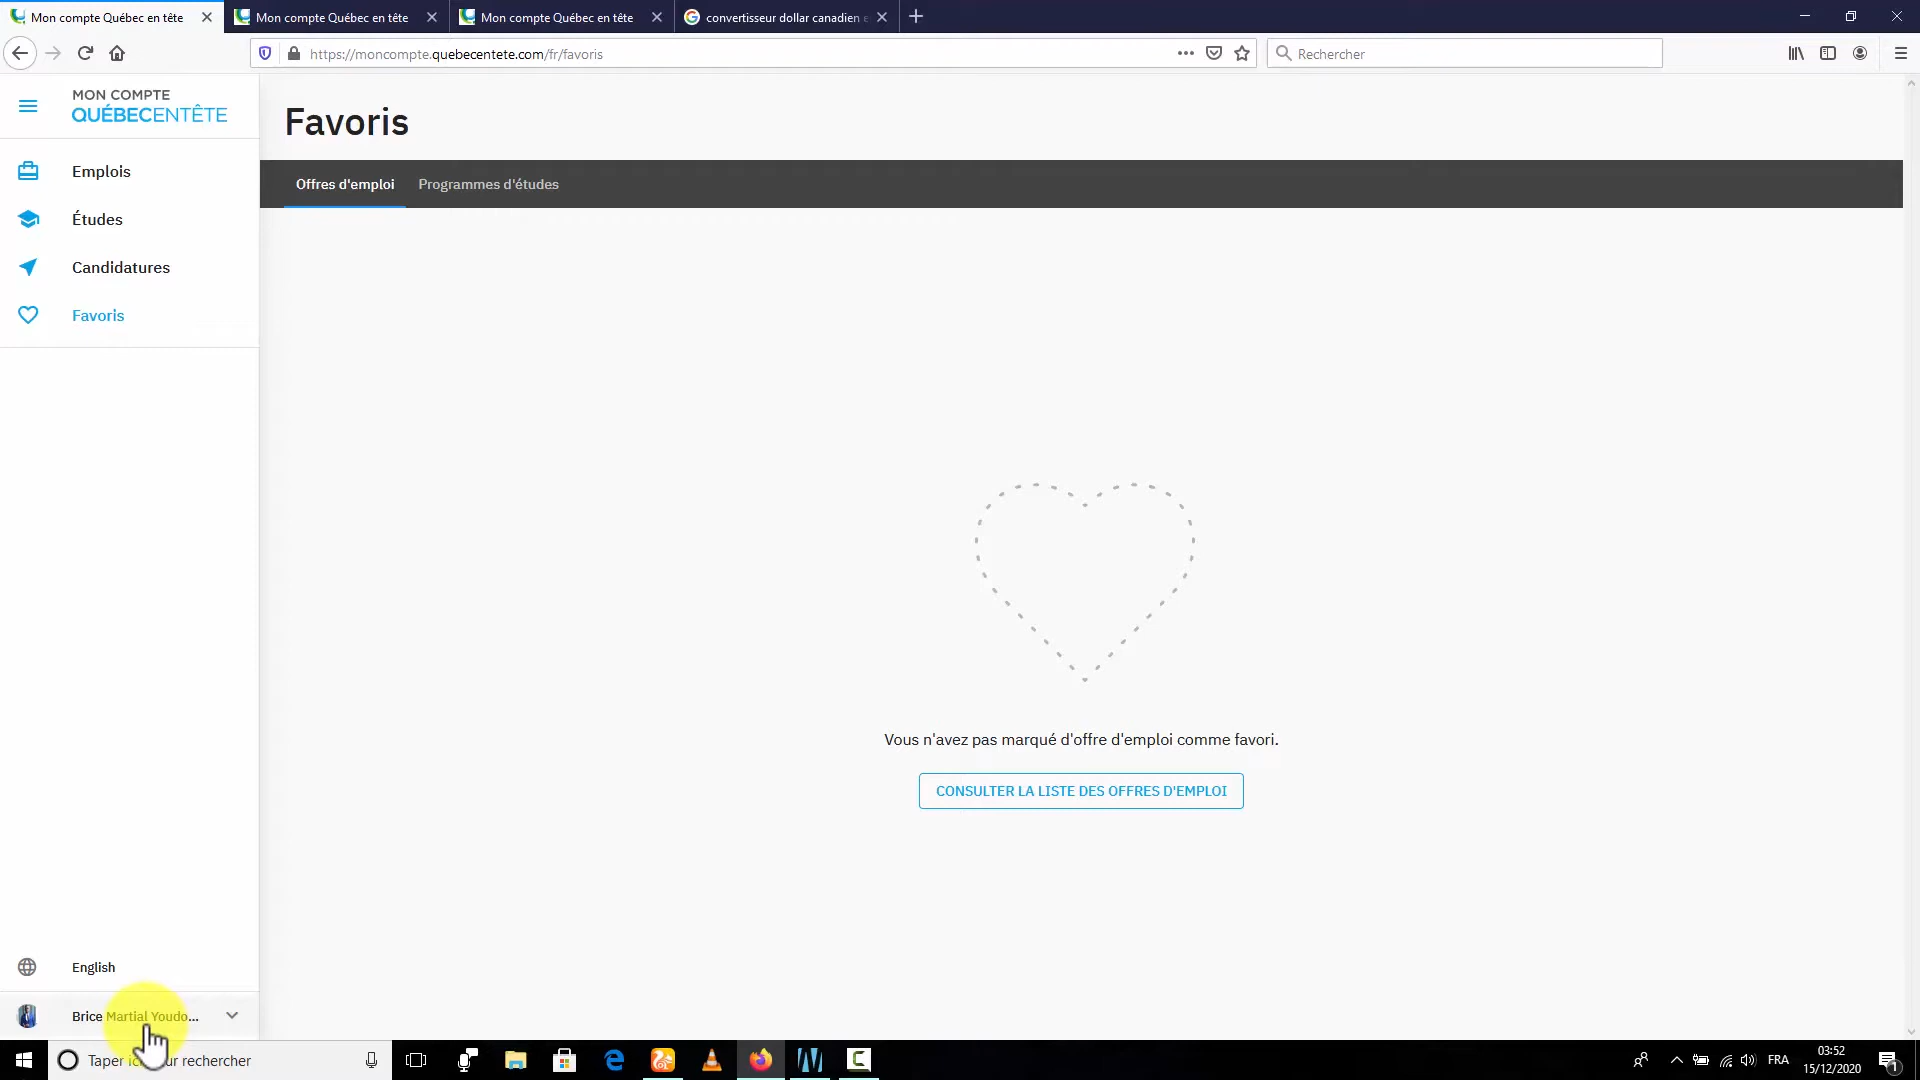 Mon compte Québec en tête
Mon compte Québec en tête
Mon compte Québec en tête
convertisseur dollar canadien e
https://moncompte.quebecentete.com/fr/favoris
Rechercher
MON COMPTE
QUÉBECENTÊTE
Favoris
Emplois
Études
Candidatures
Favoris
Offres d'emploi
Programmes d'études
Vous n'avez pas marqué d'offre d'emploi comme favori.
CONSULTER LA LISTE DES OFFRES D'EMPLOI
English
Brice Martial Youdo...
Taper ur rechercher
FRA
03:52
15/12/2020
1